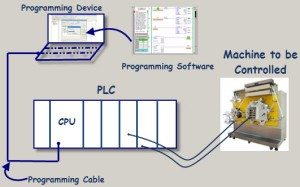 Programming Device
Programming Software
Machine to be
Controlled
PLC
CPU
Programming Cable